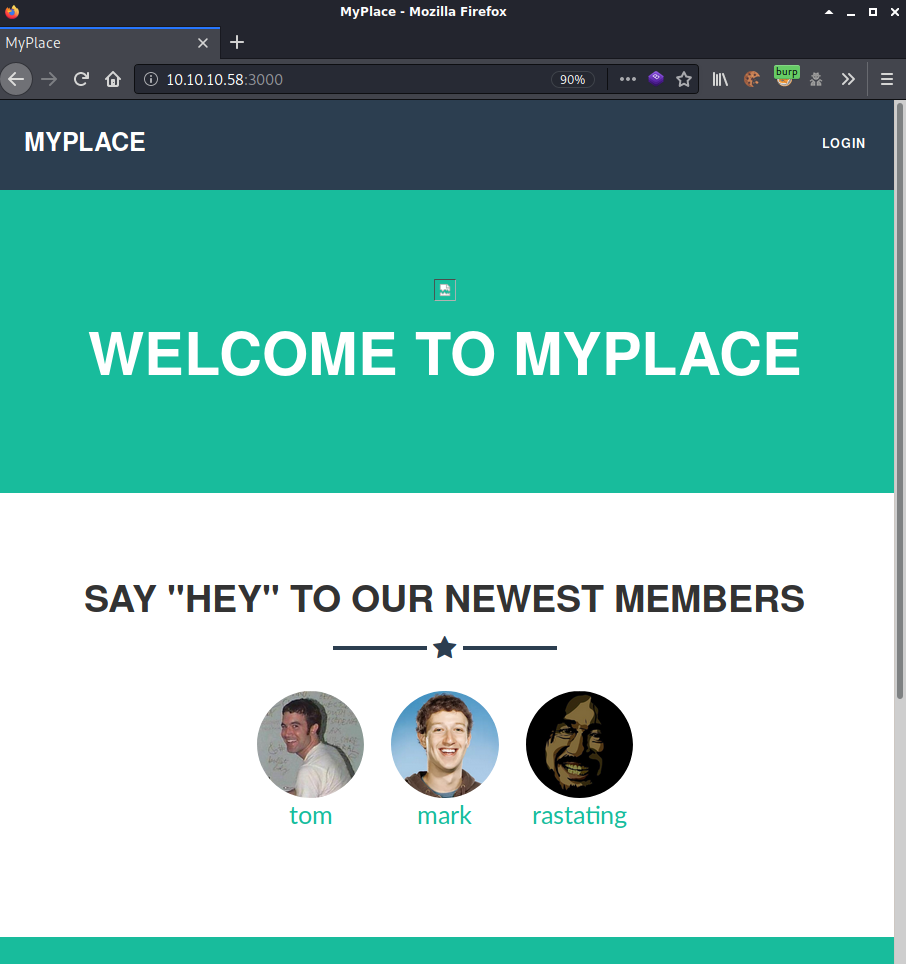 MyPlace - Mozilla Firefox
MyPlace
10.10.10.58:3000
90%
burp
MYPLACE
LOGIN
WELCOME TO MYPLACE
SAY "HEY" TO OUR NEWEST MEMBERS
tom
mark
rastating